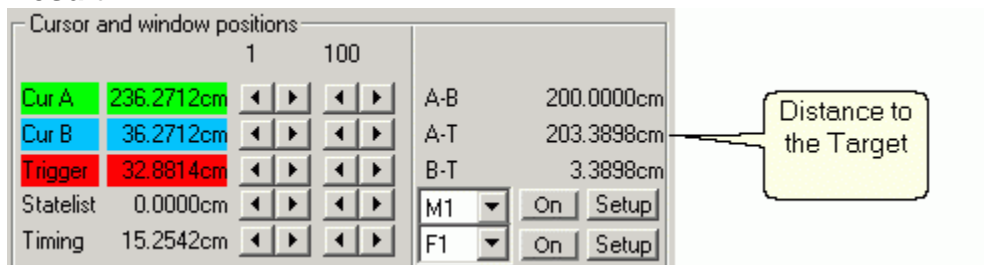 Cursor and window positions
1 100
Cur A 236.2712cm A-B 200.0000cm
Cur B 36.2712cm A-T 203.3898cm
Trigger 32.8814cm B-T 3.3898cm
Statelist 0.0000cm M1 On Setup
Timing 15.2542cm F1 On Setup
Distance to
the Target